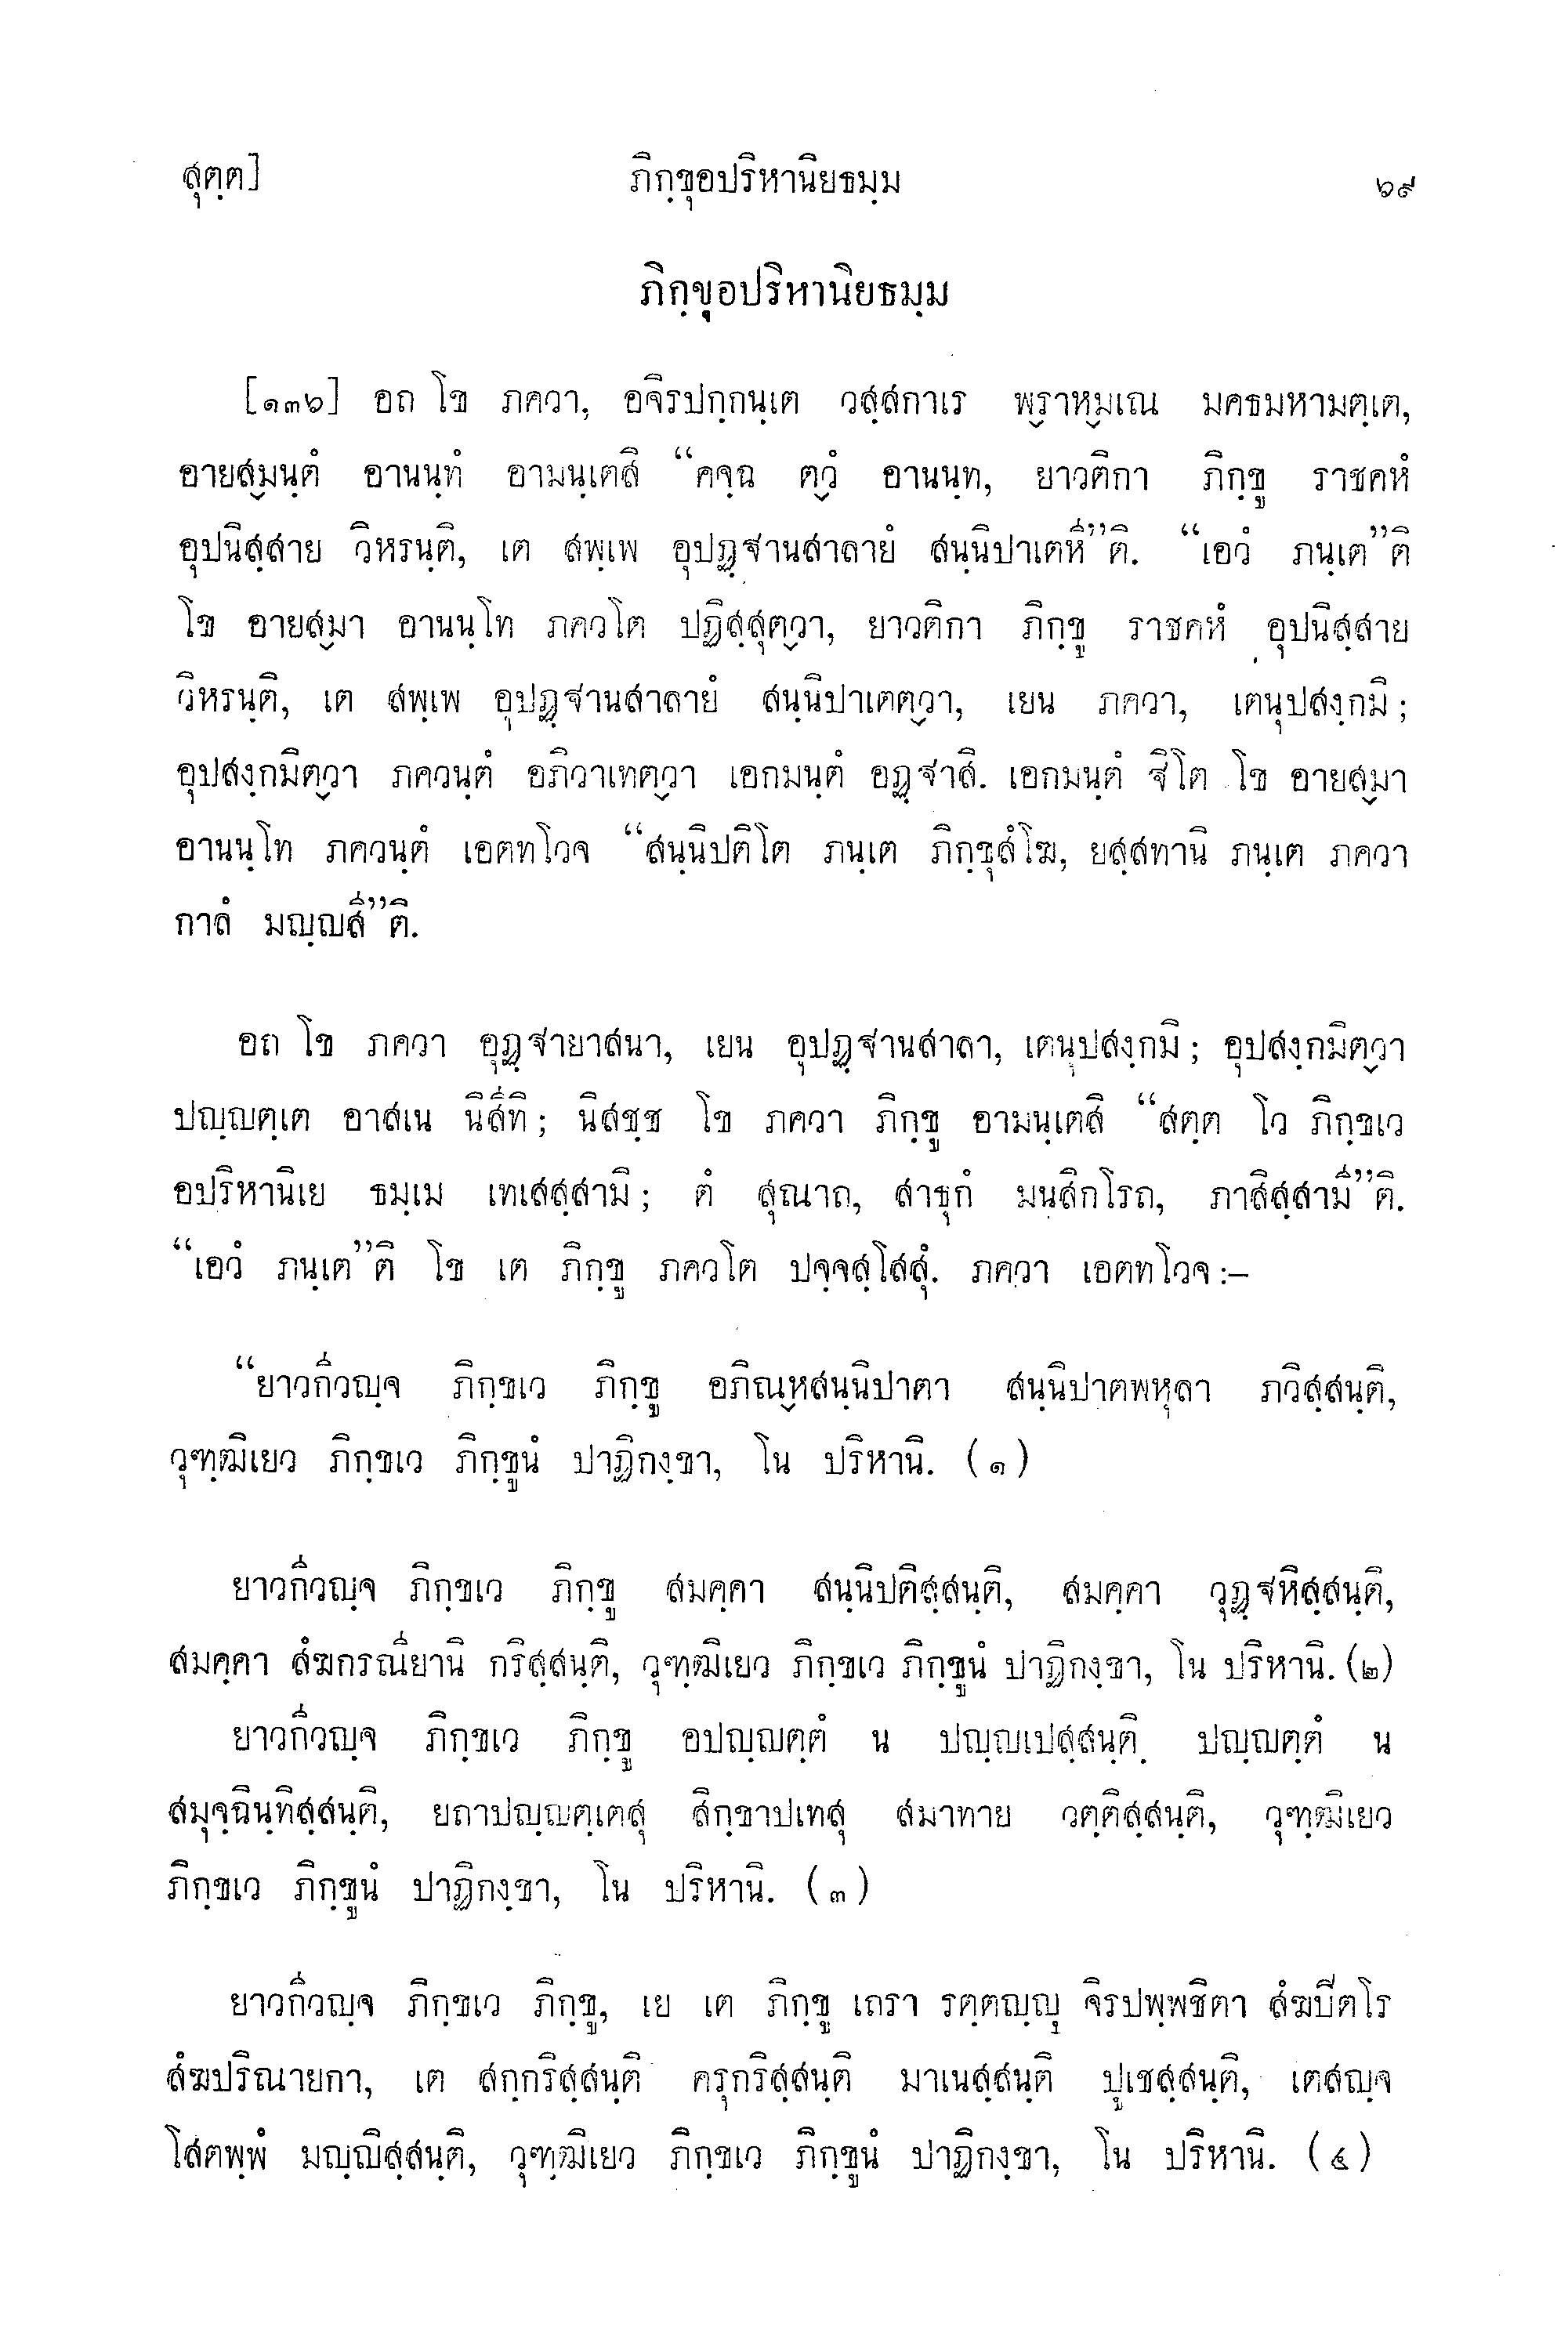 สุตฺต]
ภิกฺขุอปริหานิยธมฺม
๖๙
ภิกฺขุอปริหานิยธมฺม
[๑๓๖] อถ โข ภควา, อจิรปกฺกนฺเต วสฺสกาเร พฺราหฺมเณ มคธมหามตฺเต,
อายสฺมนฺตํ อานนฺทํ อามนฺเตสิ “คจฺฉ ตฺวํ อานนฺท, ยาวติกา ภิกฺขู ราชคหํ
อุปนิสฺสาย วิหรนฺติ, เต สพฺเพ อุปฏฺฐานสาลายํ สนฺนิปาเตหี”ติ. “เอวํ ภนฺเต”ติ
โข อายสฺมา อานนฺโท ภควโต ปฏิสฺสุตฺวา, ยาวติกา ภิกฺขู ราชคหํ อุปนิสฺสาย
วิหรนฺติ, เต สพฺเพ อุปฏฺฐานสาลายํ สนฺนิปาเตตฺวา, เยน ภควา, เตนุปสงฺกมิ;
อุปสงฺกมิตฺวา ภควนฺตํ อภิวาเทตฺวา เอกมนฺตํ อฏฺฐาสิ. เอกมนฺตํ ฐิโต โข อายสฺมา
อานนฺโท ภควนฺตํ เอตทโวจ “สนฺนิปติโต ภนฺเต ภิกฺขุสํโฆ, ยสฺสทานิ ภนฺเต ภควา
กาลํ มญฺญสี”ติ.
อถ โข ภควา อุฏฺฐายาสนา, เยน อุปฏฺฐานสาลา, เตนุปสงฺกมิ; อุปสงฺกมิตฺวา
ปญฺญตฺเต อาสเน นิสีทิ; นิสชฺช โข ภควา ภิกฺขู อามนฺเตสิ “สตฺต โว ภิกฺขเว
อปริหานิเย ธมฺเม เทเสสฺสามิ; ตํ สุณาถ, สาธุกํ มนสิกโรถ, ภาสิสฺสามี”ติ.
“เอวํ ภนฺเต”ติ โข เต ภิกฺขู ภควโต ปจฺจสฺโสสุํ. ภควา เอตทโวจ:–
“ยาวกีวญฺจ ภิกฺขเว ภิกฺขู อภิณฺหสนฺนิปาตา สนฺนิปาตพหุลา ภวิสฺสนฺติ,
วุฑฺฒิเยว ภิกฺขเว ภิกฺขูนํ ปาฏิกงฺขา, โน ปริหานิ. (๑)
ยาวกีวญฺจ ภิกฺขเว ภิกฺขู สมคฺคา สนฺนิปติสฺสนฺติ, สมคฺคา วุฏฺฐหิสฺสนฺติ,
สมคฺคา สํฆกรณียานิ กริสฺสนฺติ, วุฑฺฒิเยว ภิกฺขเว ภิกฺขูนํ ปาฏิกงฺขา, โน ปริหานิ. (๒)
ยาวกีวญฺจ ภิกฺขเว ภิกฺขู อปญฺญตฺตํ น ปญฺญเปสฺสนฺติ ปญฺญตฺตํ น
สมุจฺฉินฺทิสฺสนฺติ, ยถาปญฺญตฺเตสุ สิกฺขาปเทสุ สมาทาย วตฺติสฺสนฺติ, วุฑฺฒิเยว
ภิกฺขเว ภิกฺขูนํ ปาฏิกงฺขา, โน ปริหานิ. (๓)
ยาวกีวญฺจ ภิกฺขเว ภิกฺขู, เย เต ภิกฺขู เถรา รตฺตญฺญู จิรปพฺพชิตา สํฆปีตโร
สํฆปริณายกา, เต สกฺกริสฺสนฺติ ครุกริสฺสนฺติ มาเนสฺสนฺติ ปูเชสฺสนฺติ, เตสญฺจ
โสตพฺพํ มญฺญิสฺสนฺติ, วุฑฺฒิเยว ภิกฺขเว ภิกฺขูนํ ปาฏิกงฺขา, โน ปริหานิ. (๔)